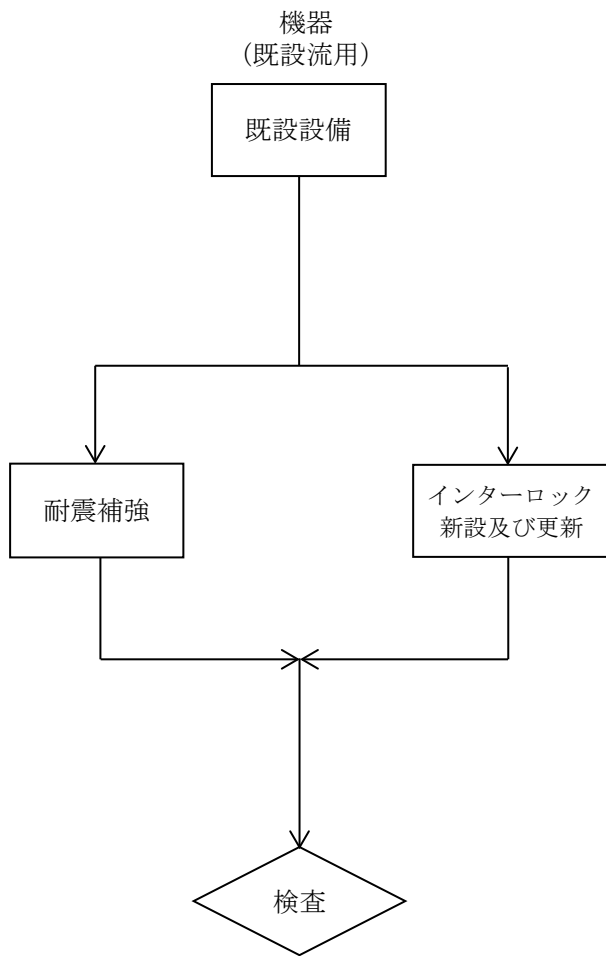 機器
（既設流用）
既設設備
耐震補強
インターロック
新設及び更新
検査